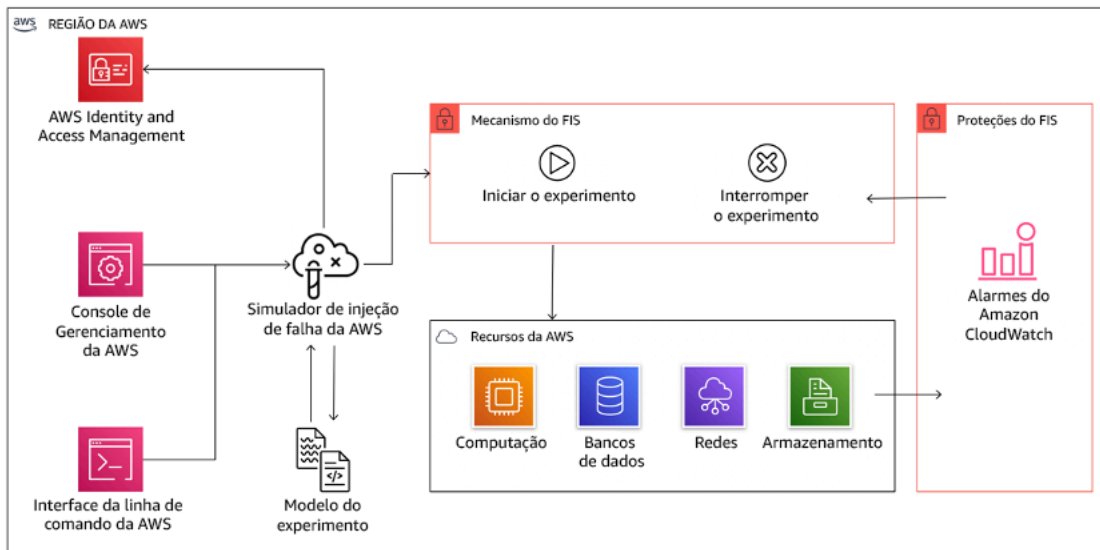 aws
REGIÃO DA AWS
AWS Identity and
Access Management
Console de
Gerenciamento
da AWS
Interface da linha de
comando da AWS
Simulador de injeção
de falha da AWS
Modelo do
experimento
Mecanismo do FIS
Iniciar o experimento
Interromper
o experimento
Recursos da AWS
Computação
Bancos
de dados
Redes
Armazenamento
Proteções do FIS
Alarmes do
Amazon
CloudWatch